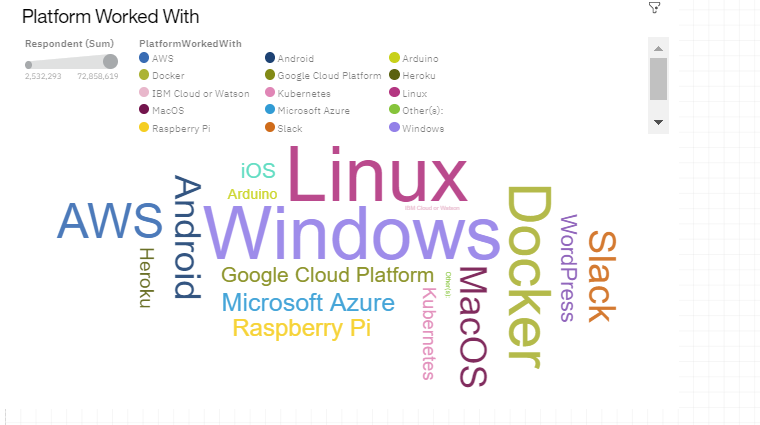 Platform Worked With
Respondent (Sum)
2,532,293 72,858,619
PlatformWorkedWith
AWS Android Arduino
Docker Google Cloud Platform Heroku
IBM Cloud or Watson Kubernetes Linux
MacOS Microsoft Azure Other(s):
Raspberry Pi Slack Windows
iOS
Linux
Arduino
IBM Cloud or Watson
AWS
Android
Windows
Docker
WordPress
Slack
Heroku
Google Cloud Platform
Other(s):
MacOS
Microsoft Azure
Kubernetes
Raspberry Pi